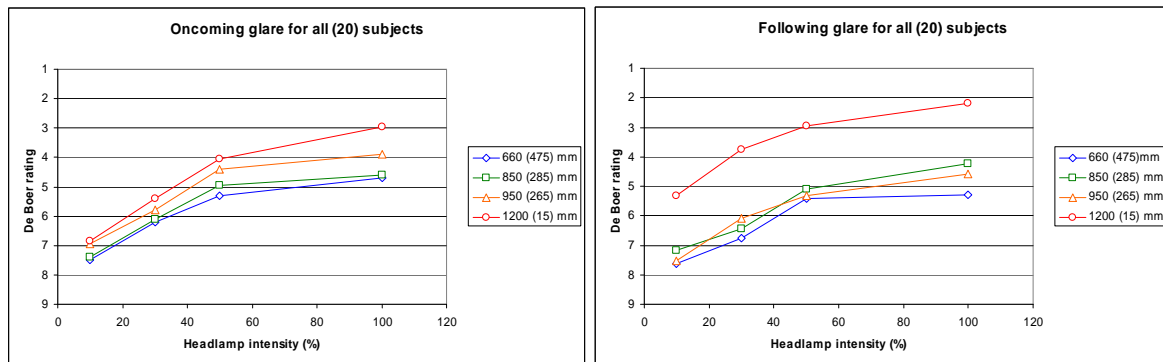 Oncoming glare for all (20) subjects
1
2
3
4
5
6
7
8
9
De Boer rating
0 20 40 60 80 100 120
Headlamp intensity (%)
660 (475) mm
850 (285) mm
950 (265) mm
1200 (15) mm
Following glare for all (20) subjects
1
2
3
4
5
6
7
8
9
De Boer rating
0 20 40 60 80 100 120
Headlamp intensity (%)
660 (475)mm
850 (285) mm
950 (265) mm
1200 (15) mm